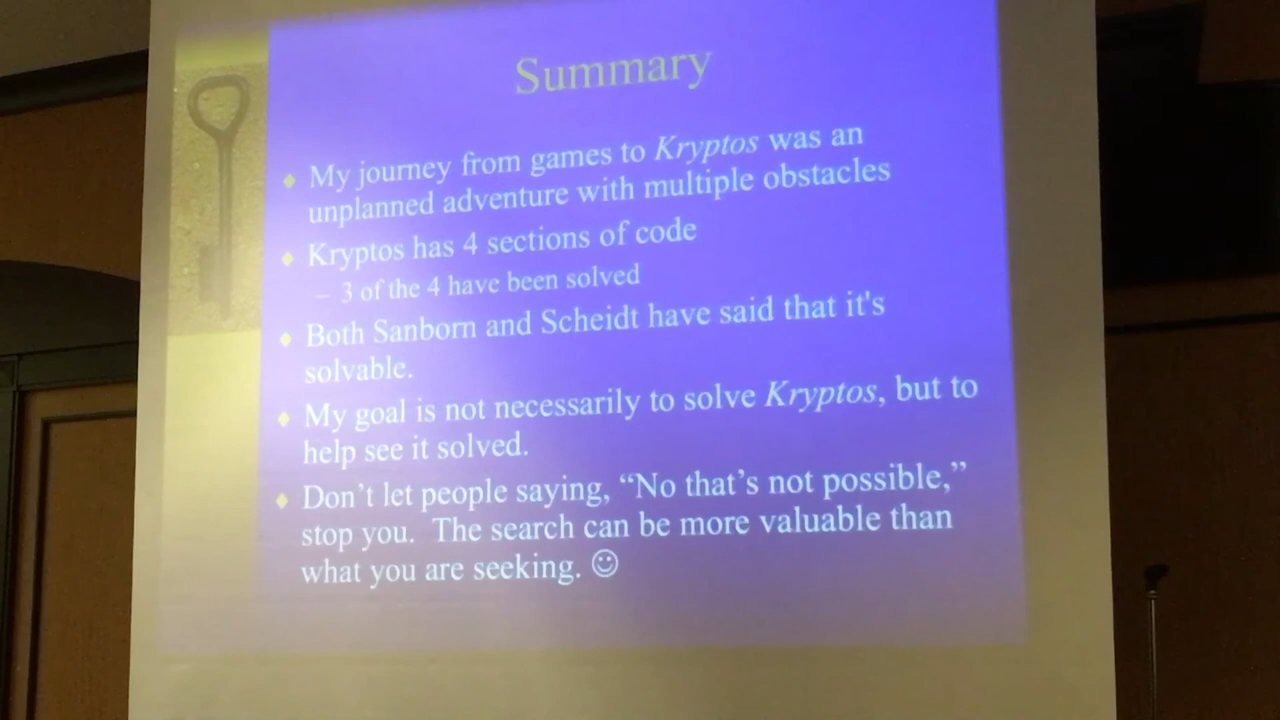 Summary
My journey from games to Kryptos was an
unplanned adventure with multiple obstacles
Kryptos has 4 sections of code
– 3 of the 4 have been solved
Both Sanborn and Scheidt have said that it's
solvable.
My goal is not necessarily to solve Kryptos, but to
help see it solved.
Don’t let people saying, “No that’s not possible,”
stop you. The search can be more valuable than
what you are seeking. ☺